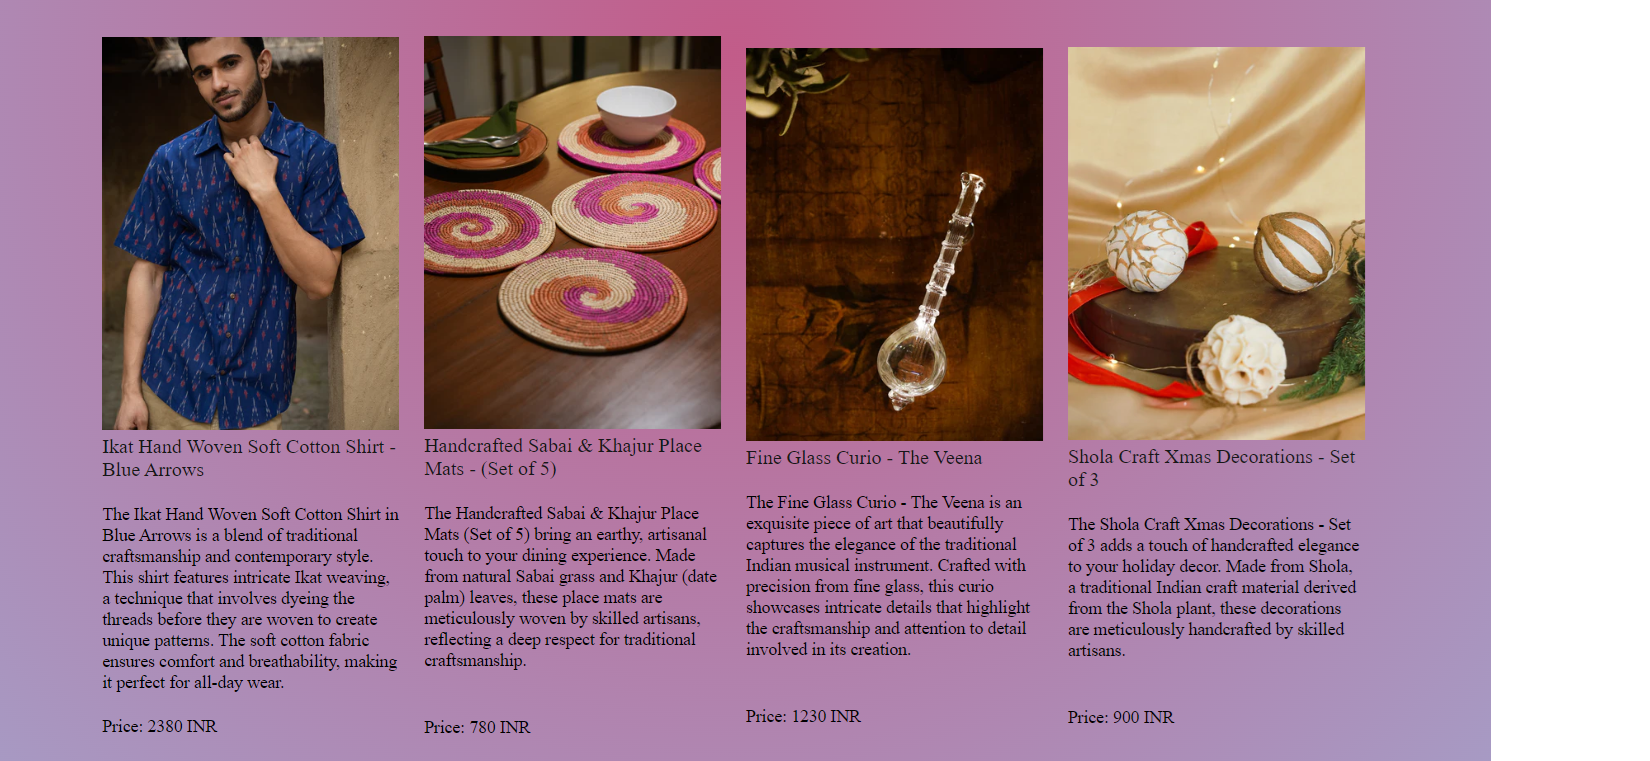 Ikat Hand Woven Soft Cotton Shirt -
Blue Arrows
The Ikat Hand Woven Soft Cotton Shirt in
Blue Arrows is a blend of traditional
craftsmanship and contemporary style.
This shirt features intricate Ikat weaving,
a technique that involves dyeing the
threads before they are woven to create
unique patterns. The soft cotton fabric
ensures comfort and breathability, making
it perfect for all-day wear.
Price: 2380 INR
Handcrafted Sabai & Khajur Place
Mats - (Set of 5)
The Handcrafted Sabai & Khajur Place
Mats (Set of 5) bring an earthy, artisanal
touch to your dining experience. Made
from natural Sabai grass and Khajur (date
palm) leaves, these place mats are
meticulously woven by skilled artisans,
reflecting a deep respect for traditional
craftsmanship.
Price: 780 INR
Fine Glass Curio - The Veena
The Fine Glass Curio - The Veena is an
exquisite piece of art that beautifully
captures the elegance of the traditional
Indian musical instrument. Crafted with
precision from fine glass, this curio
showcases intricate details that highlight
the craftsmanship and attention to detail
involved in its creation.
Price: 1230 INR
Shola Craft Xmas Decorations - Set
of 3
The Shola Craft Xmas Decorations - Set
of 3 adds a touch of handcrafted elegance
to your holiday decor. Made from Shola,
a traditional Indian craft material derived
from the Shola plant, these decorations
are meticulously handcrafted by skilled
artisans.
Price: 900 INR